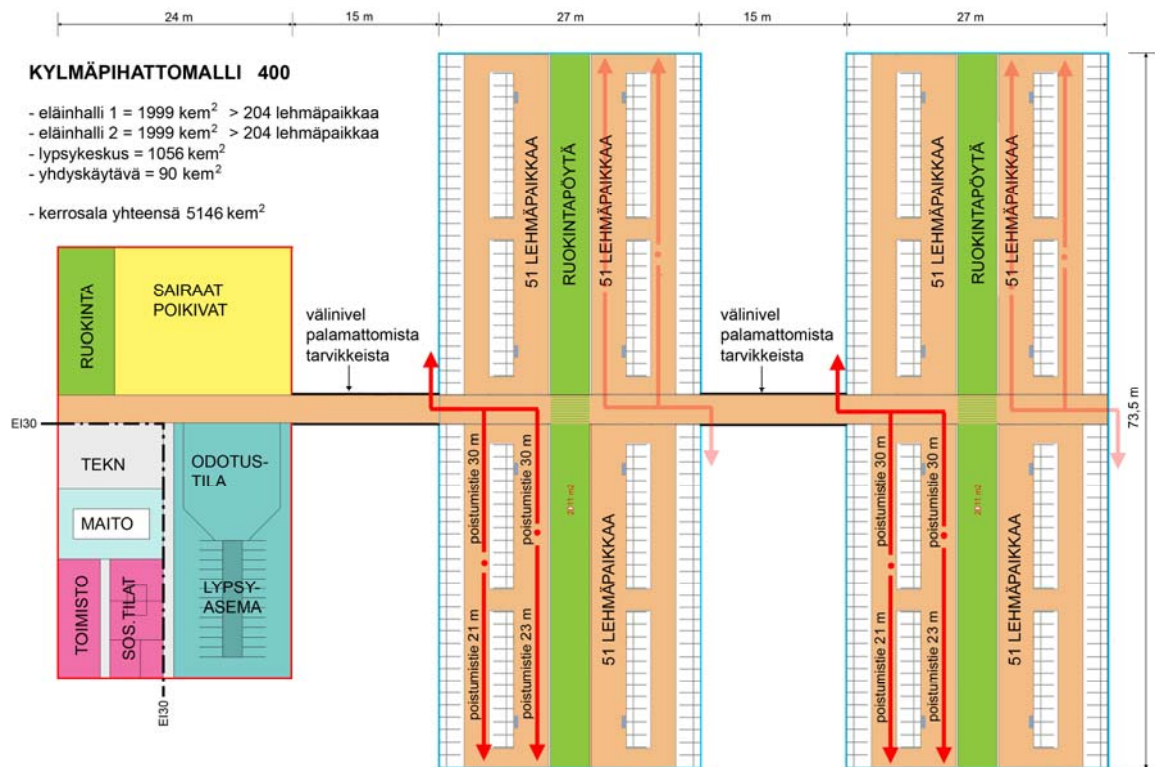 24 m
15 m
27 m
15 m
27 m
KYLMÄPIHATTOMALLI 400
- eläinhalli 1 = 1999 kem² > 204 lehmäpaikkaa
- eläinhalli 2 = 1999 kem² > 204 lehmäpaikkaa
- lypsykeskus = 1056 kem²
- yhdyskäytävä = 90 kem²
- kerrosala yhteensä 5146 kem²
51 LEHMÄPAIKKAA
RUOKINTAPÖYTÄ
51 LEHMÄPAIKKAA
51 LEHMÄPAIKKAA
RUOKINTAPÖYTÄ
51 LEHMÄPAIKKAA
RUOKINTA
SAIRAAT
POIKIVAT
välinivel
palamattomista
tarvikkeista
välinivel
palamattomista
tarvikkeista
73,5 m
EI30
TEKN
ODOTUS-
TILA
MAITO
TOIMISTO
SOS.TILAT
LYPSY-
ASEMA
EI30
poistumistie 30 m
poistumistie 30 m
2011 m2
poistumistie 21 m
poistumistie 23 m
51 LEHMÄPAIKKAA
poistumistie 30 m
poistumistie 30 m
2011 m2
poistumistie 21 m
poistumistie 23 m
51 LEHMÄPAIKKAA